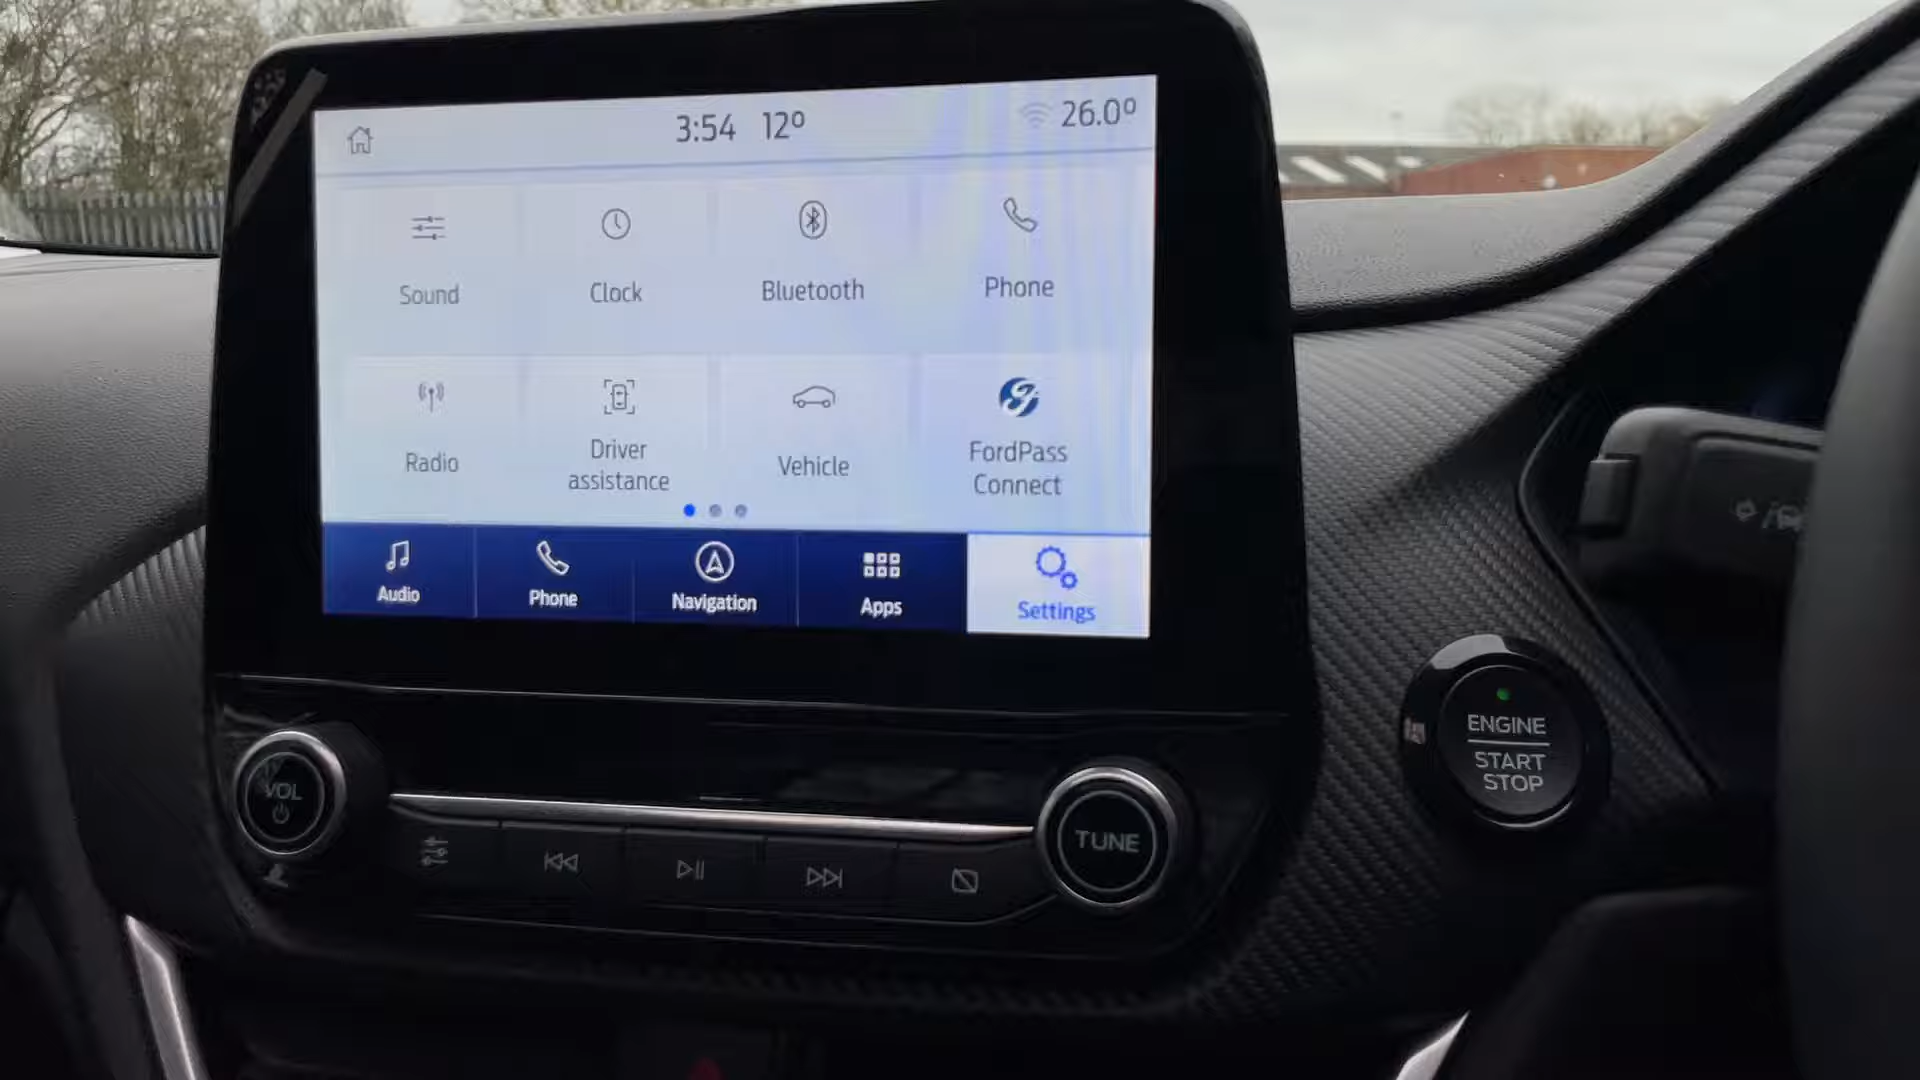 3:54 12° 26.0°
Sound
Clock
Bluetooth
Phone
Radio
Driver
assistance
Vehicle
FordPass
Connect
Audio
Phone
Navigation
Apps
Settings
ENGINE
START
STOP
VOL
TUNE